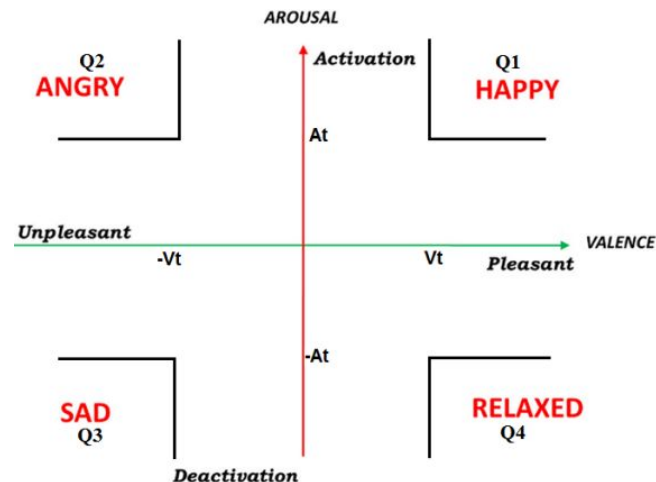 AROUSAL
Q2
ANGRY
Activation
Q1
HAPPY
At
Unpleasant
VALENCE
-Vt
Vt
Pleasant
-At
SAD
Q3
RELAXED
Q4
Deactivation